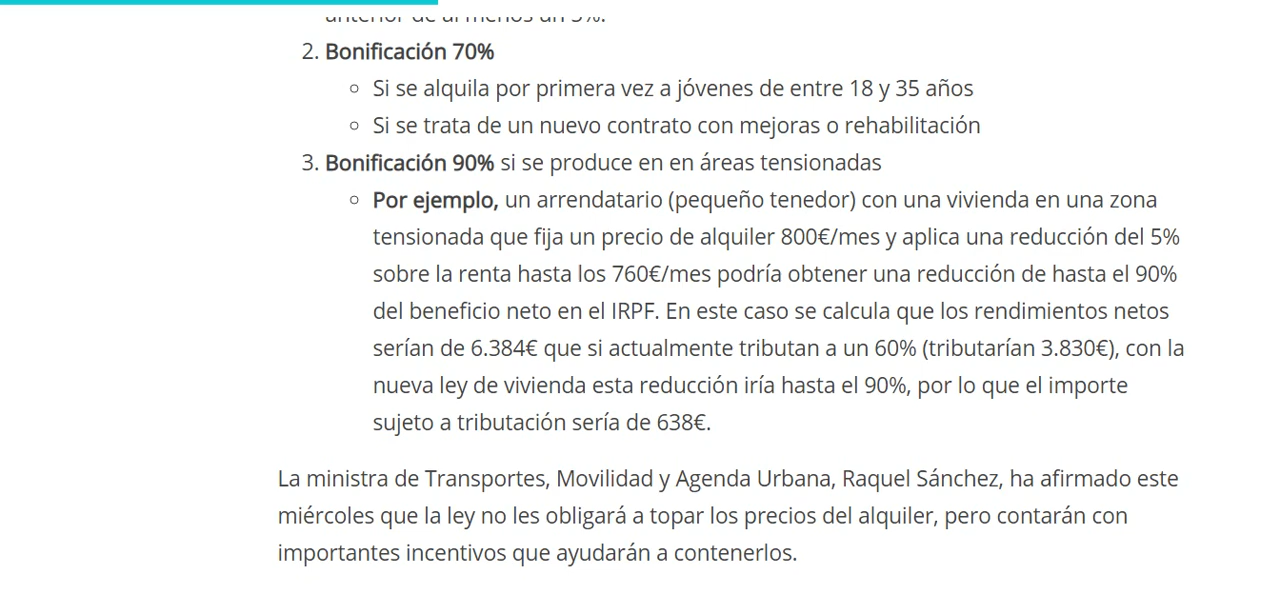 anterior de al menos un 5%.
2. Bonificación 70%
Si se alquila por primera vez a jóvenes de entre 18 y 35 años
Si se trata de un nuevo contrato con mejoras o rehabilitación
3. Bonificación 90% si se produce en en áreas tensionadas
Por ejemplo, un arrendatario (pequeño tenedor) con una vivienda en una zona
tensionada que fija un precio de alquiler 800€/mes y aplica una reducción del 5%
sobre la renta hasta los 760€/mes podría obtener una reducción de hasta el 90%
del beneficio neto en el IRPF. En este caso se calcula que los rendimientos netos
serían de 6.384€ que si actualmente tributan a un 60% (tributarían 3.830€), con la
nueva ley de vivienda esta reducción iría hasta el 90%, por lo que el importe
sujeto a tributación sería de 638€.
La ministra de Transportes, Movilidad y Agenda Urbana, Raquel Sánchez, ha afirmado este
miércoles que la ley no les obligará a topar los precios del alquiler, pero contarán con
importantes incentivos que ayudarán a contenerlos.